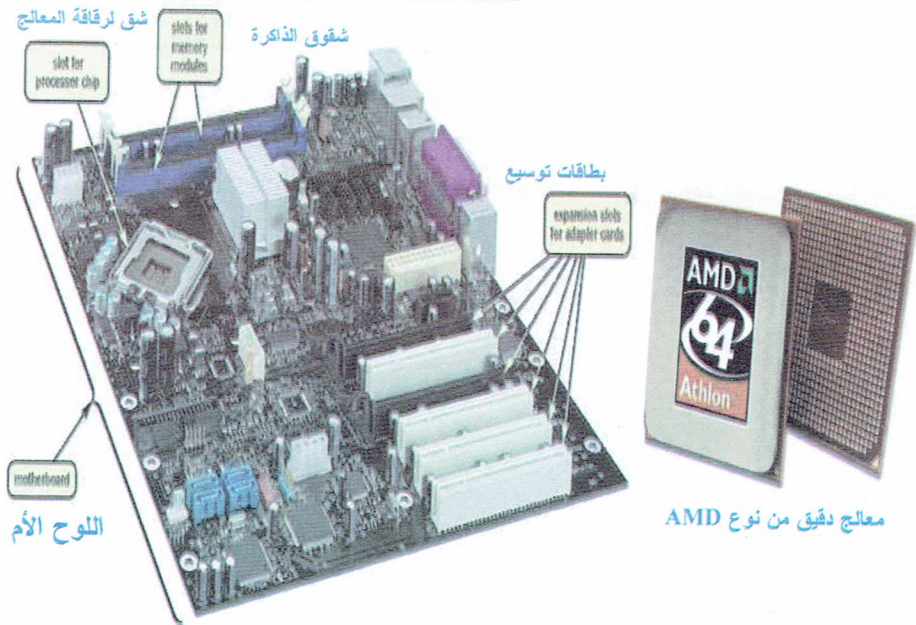 شق لرقاقة المعالج
slot for
processor chip
slots for
memory
modules
شقوق الذاكرة
بطاقات توسيع
expansion slots
for adapter cards
AMD
64
Athlon
motherboard
اللوح الأم
معالج دقيق من نوع AMD